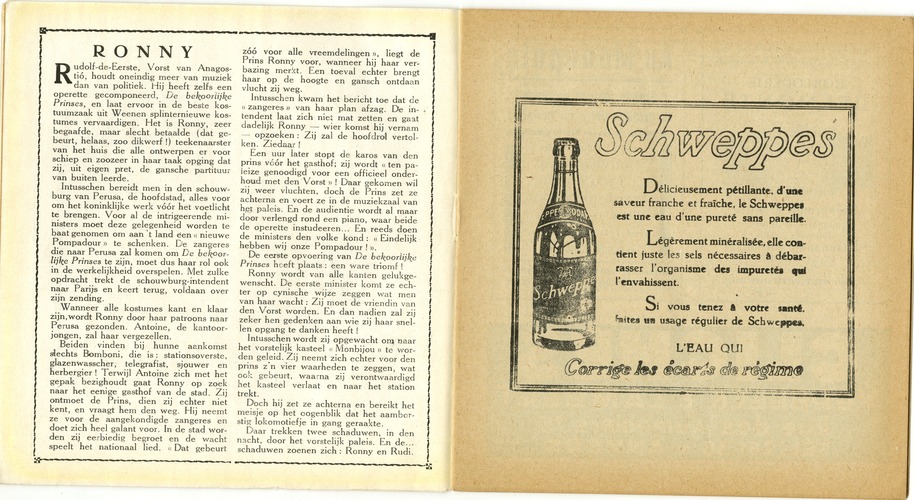 RONNY
Rudolf-de-Eerste, Vorst van Anagos-
tió, houdt oneindig meer van muziek
dan van politiek. Hij heeft zelfs een
operette gecomponeerd, De bekoorlijke
Prinses, en laat ervoor in de beste kos-
tuumzaak uit Weenen splinternieuwe kos-
tumes vervaardigen. Het is Ronny, zeer
begaafde, maar slecht betaalde (dat ge-
beurt, helaas, zoo dikwerf !) teekenaarster
van het huis die alle ontwerpen er voor
schiep en zoozeer in haar taak opging dat
zij, uit eigen pret, de gansche partituur
van buiten leerde.
Intusschen bereidt men in den schouw-
burg van Perusa, de hoofdstad, alles voor
om het koninklijke werk vóór het voetlicht
te brengen. Voor al de intrigeerende mi-
nisters moet deze gelegenheid worden te
baat genomen om aan 't land een « nieuwe
Pompadour » te schenken. De zangeres
die naar Perusa zal komen om De bekoor-
lijke Prinses te zijn, moet dus haar rol ook
in de werkelijkheid overspelen. Met zulke
opdracht trekt de schouwburg-intendent
naar Parijs en keert terug, voldaan over
zijn zending.
Wanneer alle kostumes kant en klaar
zijn, wordt Ronny door haar patroons naar
Perusa gezonden. Antoine, de kantoor-
jongen, zal haar vergezellen.
Beiden vinden bij hunne aankomst
slechts Bomboni, die is : stationsoverste,
glazenwasscher, telegrafist, sjouwer en
herbergier ! Terwijl Antoine zich met het
gepak bezighoudt gaat Ronny op zoek
naar het eenige gasthof van de stad. Zij
ontmoet de Prins, dien zij echter niet
kent, en vraagt hem den weg. Hij neemt
ze voor de aangekondigde zangeres en
doet zich heel galant voor. In de stad wor-
den zij eerbiedig begroet en de wacht
speelt het nationaal lied. « Dat gebeurt
zóó voor alle vreemdelingen », liegt de
Prins Ronny voor, wanneer hij haar ver-
bazing merkt. Een toeval echter brengt
haar op de hoogte en gansch ontdaan
vlucht zij weg.
Intusschen kwam het bericht toe dat de
« zangeres » van haar plan afzag. De in-
tendent laat zich niet mat zetten en gaat
dadelijk Ronny — wier komst hij vernam
— opzoeken : Zij zal de hoofdrol vertol-
ken. Ziedaar !
Een uur later stopt de karos van den
prins vóór het gasthof; zij wordt « ten pa-
leize genoodigd voor een officieel onder-
houd met den Vorst » ! Daar gekomen wil
zij weer vluchten, doch de Prins zet ze
achterna en voert ze in de muziekzaal van
het paleis. En de audientie wordt al maar
door verlengd rond een piano, waar beide
de operette instudeeren... En reeds doen
de ministers den volke kond : « Eindelijk
hebben wij onze Pompadour ! ».
De eerste opvoering van De bekoorlijke
Prinses heeft plaats : een ware triomf !
Ronny wordt van alle kanten gelukge-
wenscht. De eerste minister komt ze ech-
ter op cynische wijze zeggen wat men
van haar wacht : Zij moet de vriendin van
den Vorst worden. En dan nadien zal zij
zeker hen gedenken aan wie zij haar snel-
len opgang te danken heeft !
Intusschen wordt zij opgewacht om naar
het vorstelijk kasteel « Monbijou » te wor-
den geleid. Zij neemt zich echter voor den
prins z'n vier waarheden te zeggen, wat
ook gebeurt, waarna zij verontwaardigd
het kasteel verlaat en naar het station
trekt.
Doch hij zet ze achterna en bereikt het
meisje op het oogenblik dat het aambor-
stig lokomotiefje in gang geraakte.
Daar trekken twee schaduwen, in den
nacht, door het vorstelijk paleis. En de...
schaduwen zoenen zich : Ronny en Rudi.
Schweppes
Délicieusement pétillante, d'une
saveur franche et fraîche, le Schweppes
est une eau d'une pureté sans pareille.
Légèrement minéralisée, elle con-
tient juste les sels nécessaires à débar-
rasser l'organisme des impuretés qui
l'envahissent.
Si vous tenez à votre santé,
faites un usage régulier de Schweppes.
L'EAU QUI
Corrige les écarts de régime
Schweppes